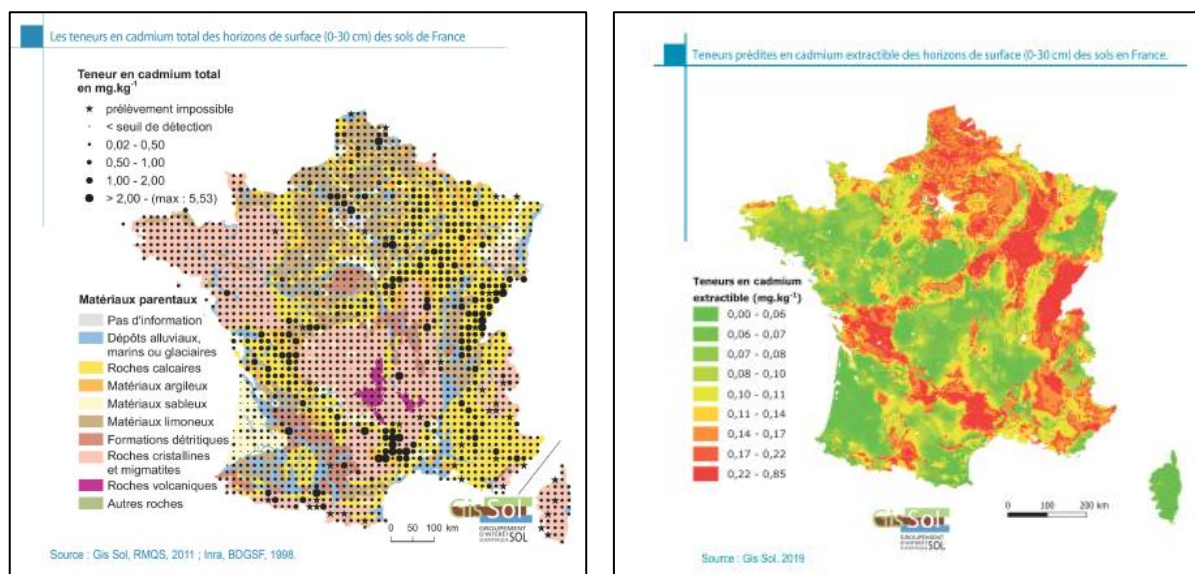 Les teneurs en cadmium total des horizons de surface (0-30 cm) des sols de France
Teneur en cadmium total
en mg.kg⁻¹
prélèvement impossible
< seuil de détection
0,02 - 0,50
0,50 - 1,00
1,00 - 2,00
> 2,00 - (max : 5,53)
Matériaux parentaux
Pas d'information
Dépôts alluviaux,
marins ou glaciaires
Roches calcaires
Matériaux argileux
Matériaux sableux
Matériaux limoneux
Formations détritiques
Roches cristallines
et migmatites
Roches volcaniques
Autres roches
Gis Sol
GROUPEMENT
D'INTÉRÊT
SCIENTIFIQUE SOL
0 50 100 km
Source : Gis Sol, RMQS, 2011 ; Inra, BDGSF, 1998.
Teneurs prédites en cadmium extractible des horizons de surface (0-30 cm) des sols en France.
Teneurs en cadmium
extractible (mg.kg⁻¹)
0,00 - 0,06
0,06 - 0,07
0,07 - 0,08
0,08 - 0,10
0,10 - 0,11
0,11 - 0,14
0,14 - 0,17
0,17 - 0,22
0,22 - 0,85
0 100 200 km
Gis Sol
GROUPEMENT
D'INTÉRÊT
SCIENTIFIQUE SOL
Source : Gis Sol, 2019